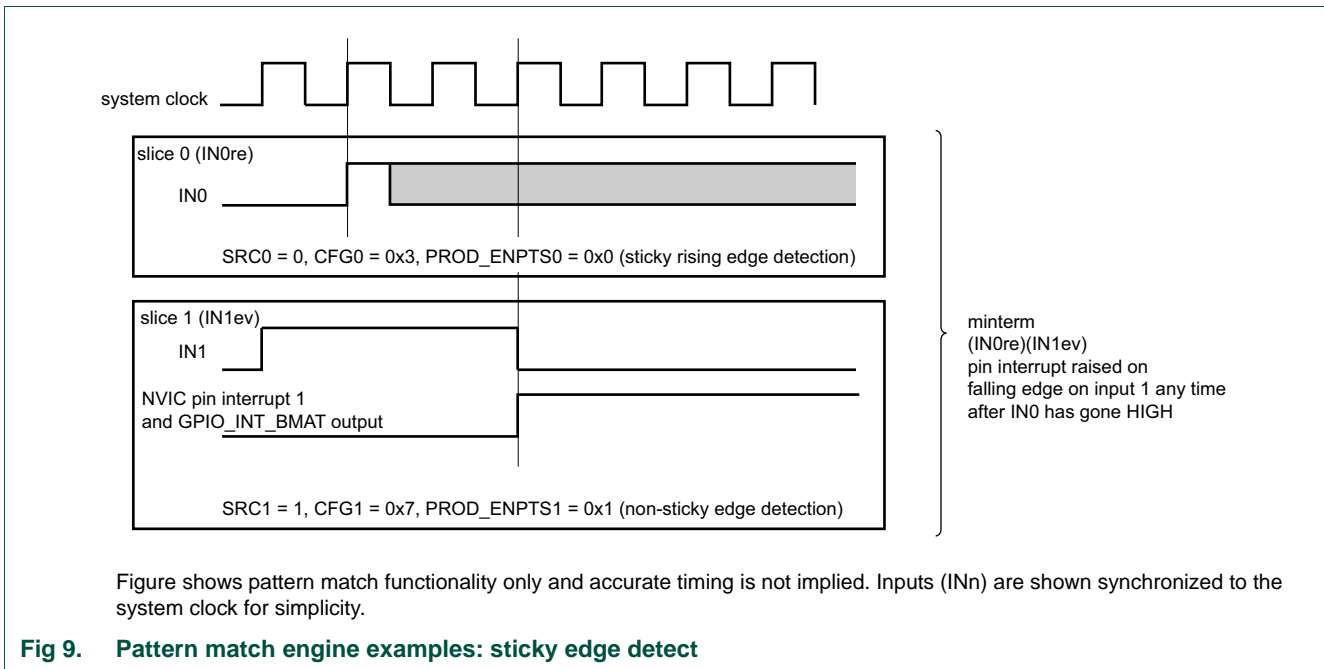 system clock
slice 0 (IN0re)
IN0
SRC0 = 0, CFG0 = 0x3, PROD_ENPTS0 = 0x0 (sticky rising edge detection)
slice 1 (IN1ev)
IN1
NVIC pin interrupt 1
and GPIO_INT_BMAT output
SRC1 = 1, CFG1 = 0x7, PROD_ENPTS1 = 0x1 (non-sticky edge detection)
minterm
(IN0re)(IN1ev)
pin interrupt raised on
falling edge on input 1 any time
after IN0 has gone HIGH
Figure shows pattern match functionality only and accurate timing is not implied. Inputs (INn) are shown synchronized to the
system clock for simplicity.
Fig 9. Pattern match engine examples: sticky edge detect